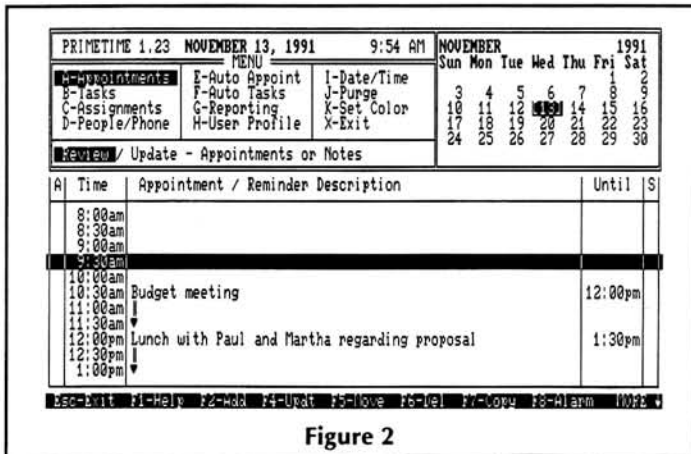 PRIMETIME 1.23 NOVEMBER 13, 1991 9:54 AM
MENU
A-Appointments E-Auto Appoint I-Date/Time
B-Tasks F-Auto Tasks J-Purge
C-Assignments G-Reporting K-Set Color
D-People/Phone H-User Profile X-Exit
Review / Update - Appointments or Notes
NOVEMBER 1991
Sun Mon Tue Wed Thu Fri Sat
1 2
3 4 5 6 7 8 9
10 11 12 [13] 14 15 16
17 18 19 20 21 22 23
24 25 26 27 28 29 30
A Time Appointment / Reminder Description Until S
8:00am
8:30am
9:00am
9:30am
10:00am
10:30am Budget meeting 12:00pm
11:00am
11:30am
12:00pm Lunch with Paul and Martha regarding proposal 1:30pm
12:30pm
1:00pm
Esc-Exit F1-Help F2-Add F4-Updt F5-Move F6-Del F7-Copy F8-Alarm MORE
Figure 2